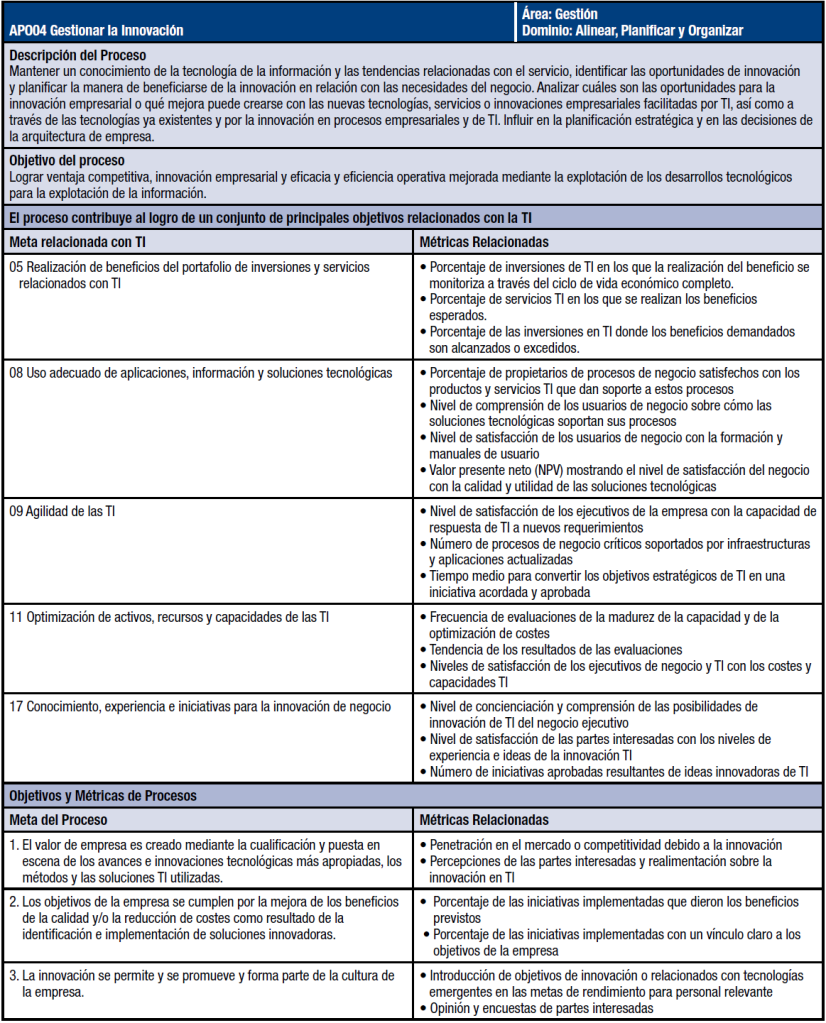 APO04 Gestionar la Innovación
Área: Gestión
Dominio: Alinear, Planificar y Organizar
Descripción del Proceso
Mantener un conocimiento de la tecnología de la información y las tendencias relacionadas con el servicio, identificar las oportunidades de innovación
y planificar la manera de beneficiarse de la innovación en relación con las necesidades del negocio. Analizar cuáles son las oportunidades para la
innovación empresarial o qué mejora puede crearse con las nuevas tecnologías, servicios o innovaciones empresariales facilitadas por TI, así como a
través de las tecnologías ya existentes y por la innovación en procesos empresariales y de TI. Influir en la planificación estratégica y en las decisiones de
la arquitectura de empresa.
Objetivo del proceso
Lograr ventaja competitiva, innovación empresarial y eficacia y eficiencia operativa mejorada mediante la explotación de los desarrollos tecnológicos
para la explotación de la información.
El proceso contribuye al logro de un conjunto de principales objetivos relacionados con la TI
Meta relacionada con TI
Métricas Relacionadas
05 Realización de beneficios del portafolio de inversiones y servicios
relacionados con TI
• Porcentaje de inversiones de TI en los que la realización del beneficio se
monitoriza a través del ciclo de vida económico completo.
• Porcentaje de servicios TI en los que se realizan los beneficios
esperados.
• Porcentaje de las inversiones en TI donde los beneficios demandados
son alcanzados o excedidos.
08 Uso adecuado de aplicaciones, información y soluciones tecnológicas
• Porcentaje de propietarios de procesos de negocio satisfechos con los
productos y servicios TI que dan soporte a estos procesos
• Nivel de comprensión de los usuarios de negocio sobre cómo las
soluciones tecnológicas soportan sus procesos
• Nivel de satisfacción de los usuarios de negocio con la formación y
manuales de usuario
• Valor presente neto (NPV) mostrando el nivel de satisfacción del negocio
con la calidad y utilidad de las soluciones tecnológicas
09 Agilidad de las TI
• Nivel de satisfacción de los ejecutivos de la empresa con la capacidad de
respuesta de TI a nuevos requerimientos
• Número de procesos de negocio críticos soportados por infraestructuras
y aplicaciones actualizadas
• Tiempo medio para convertir los objetivos estratégicos de TI en una
iniciativa acordada y aprobada
11 Optimización de activos, recursos y capacidades de las TI
• Frecuencia de evaluaciones de la madurez de la capacidad y de la
optimización de costes
• Tendencia de los resultados de las evaluaciones
• Niveles de satisfacción de los ejecutivos de negocio y TI con los costes y
capacidades TI
17 Conocimiento, experiencia e iniciativas para la innovación de negocio
• Nivel de concienciación y comprensión de las posibilidades de
innovación de TI del negocio ejecutivo
• Nivel de satisfacción de las partes interesadas con los niveles de
experiencia e ideas de la innovación TI
• Número de iniciativas aprobadas resultantes de ideas innovadoras de TI
Objetivos y Métricas de Procesos
Meta del Proceso
Métricas Relacionadas
1. El valor de empresa es creado mediante la cualificación y puesta en
escena de los avances e innovaciones tecnológicas más apropiadas, los
métodos y las soluciones TI utilizadas.
• Penetración en el mercado o competitividad debido a la innovación
• Percepciones de las partes interesadas y realimentación sobre la
innovación en TI
2. Los objetivos de la empresa se cumplen por la mejora de los beneficios
de la calidad y/o la reducción de costes como resultado de la
identificación e implementación de soluciones innovadoras.
• Porcentaje de las iniciativas implementadas que dieron los beneficios
previstos
• Porcentaje de las iniciativas implementadas con un vínculo claro a los
objetivos de la empresa
3. La innovación se permite y se promueve y forma parte de la cultura de
la empresa.
• Introducción de objetivos de innovación o relacionados con tecnologías
emergentes en las metas de rendimiento para personal relevante
• Opinión y encuestas de partes interesadas